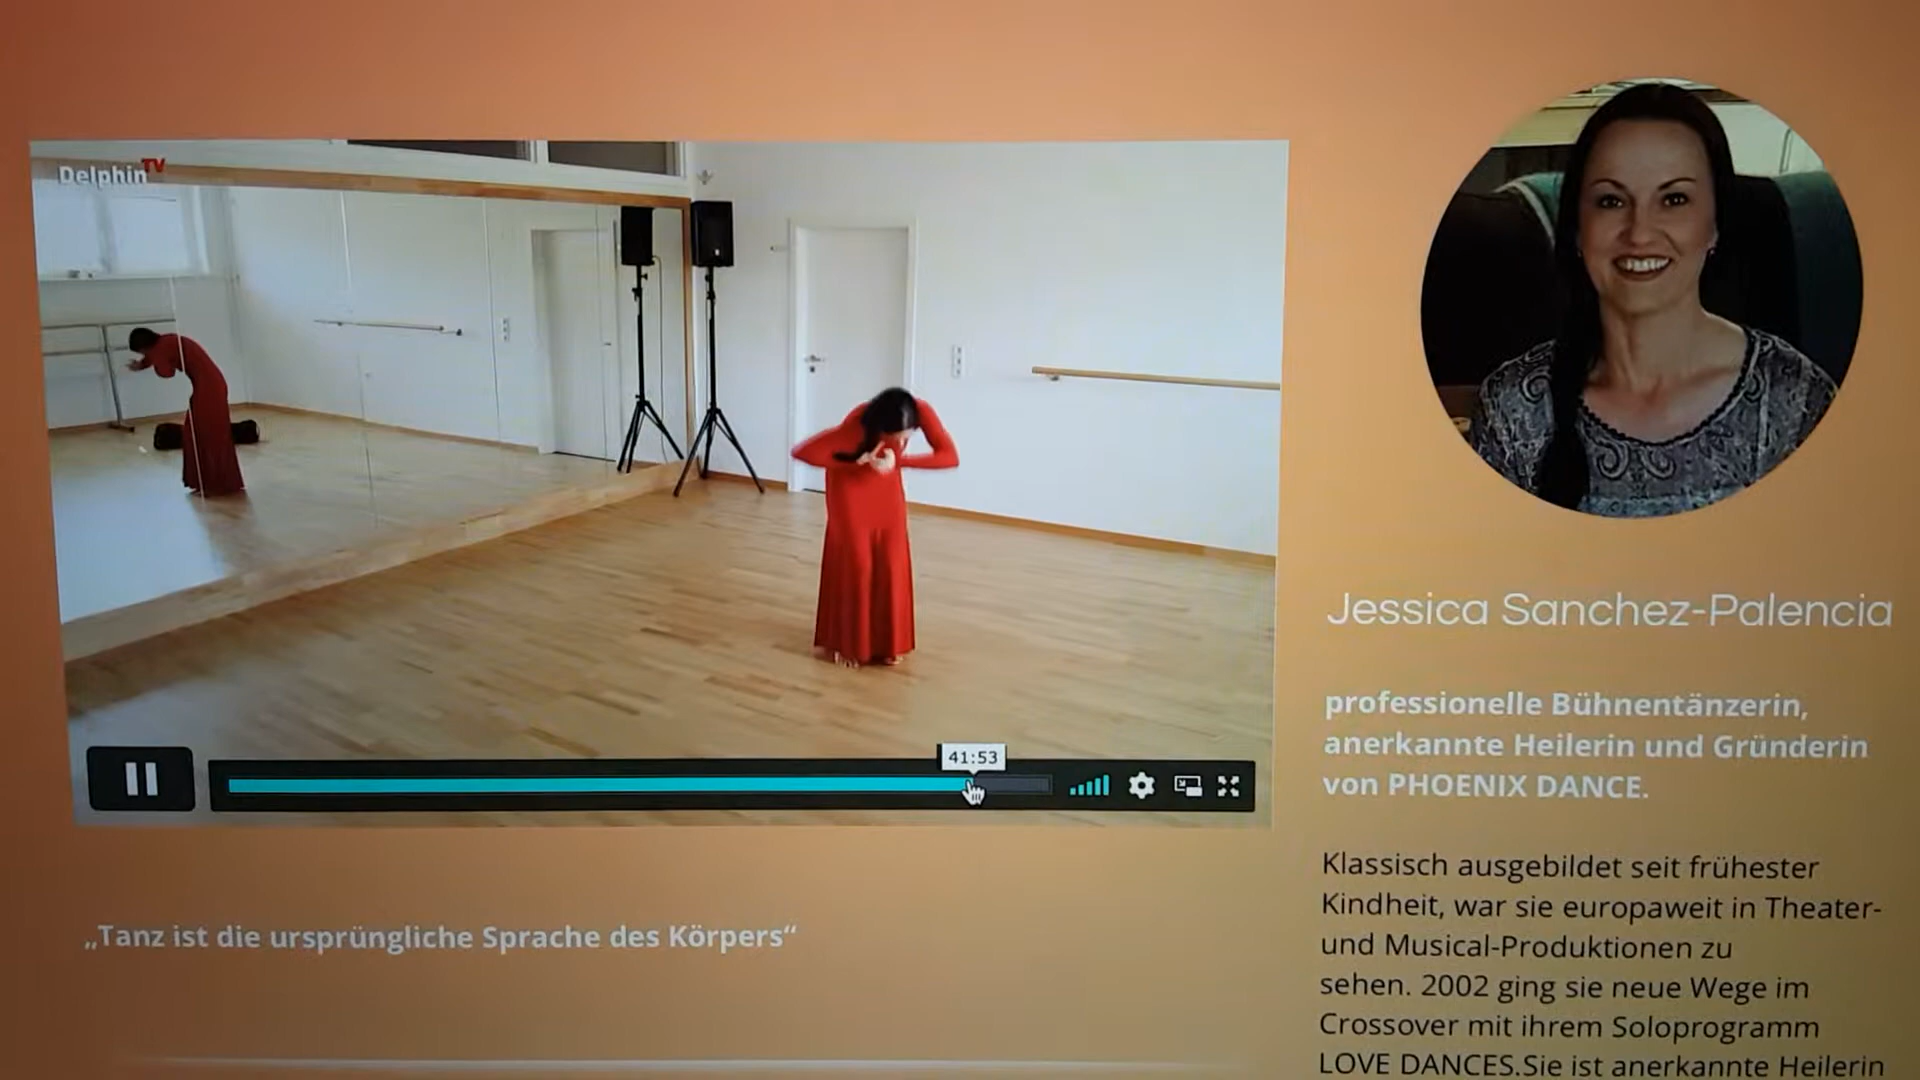 DelphinTV
41:53
„Tanz ist die ursprüngliche Sprache des Körpers“
Jessica Sanchez-Palencia
professionelle Bühnentänzerin,
anerkannte Heilerin und Gründerin
von PHOENIX DANCE.
Klassisch ausgebildet seit frühester
Kindheit, war sie europaweit in Theater-
und Musical-Produktionen zu
sehen. 2002 ging sie neue Wege im
Crossover mit ihrem Soloprogramm
LOVE DANCES.Sie ist anerkannte Heilerin